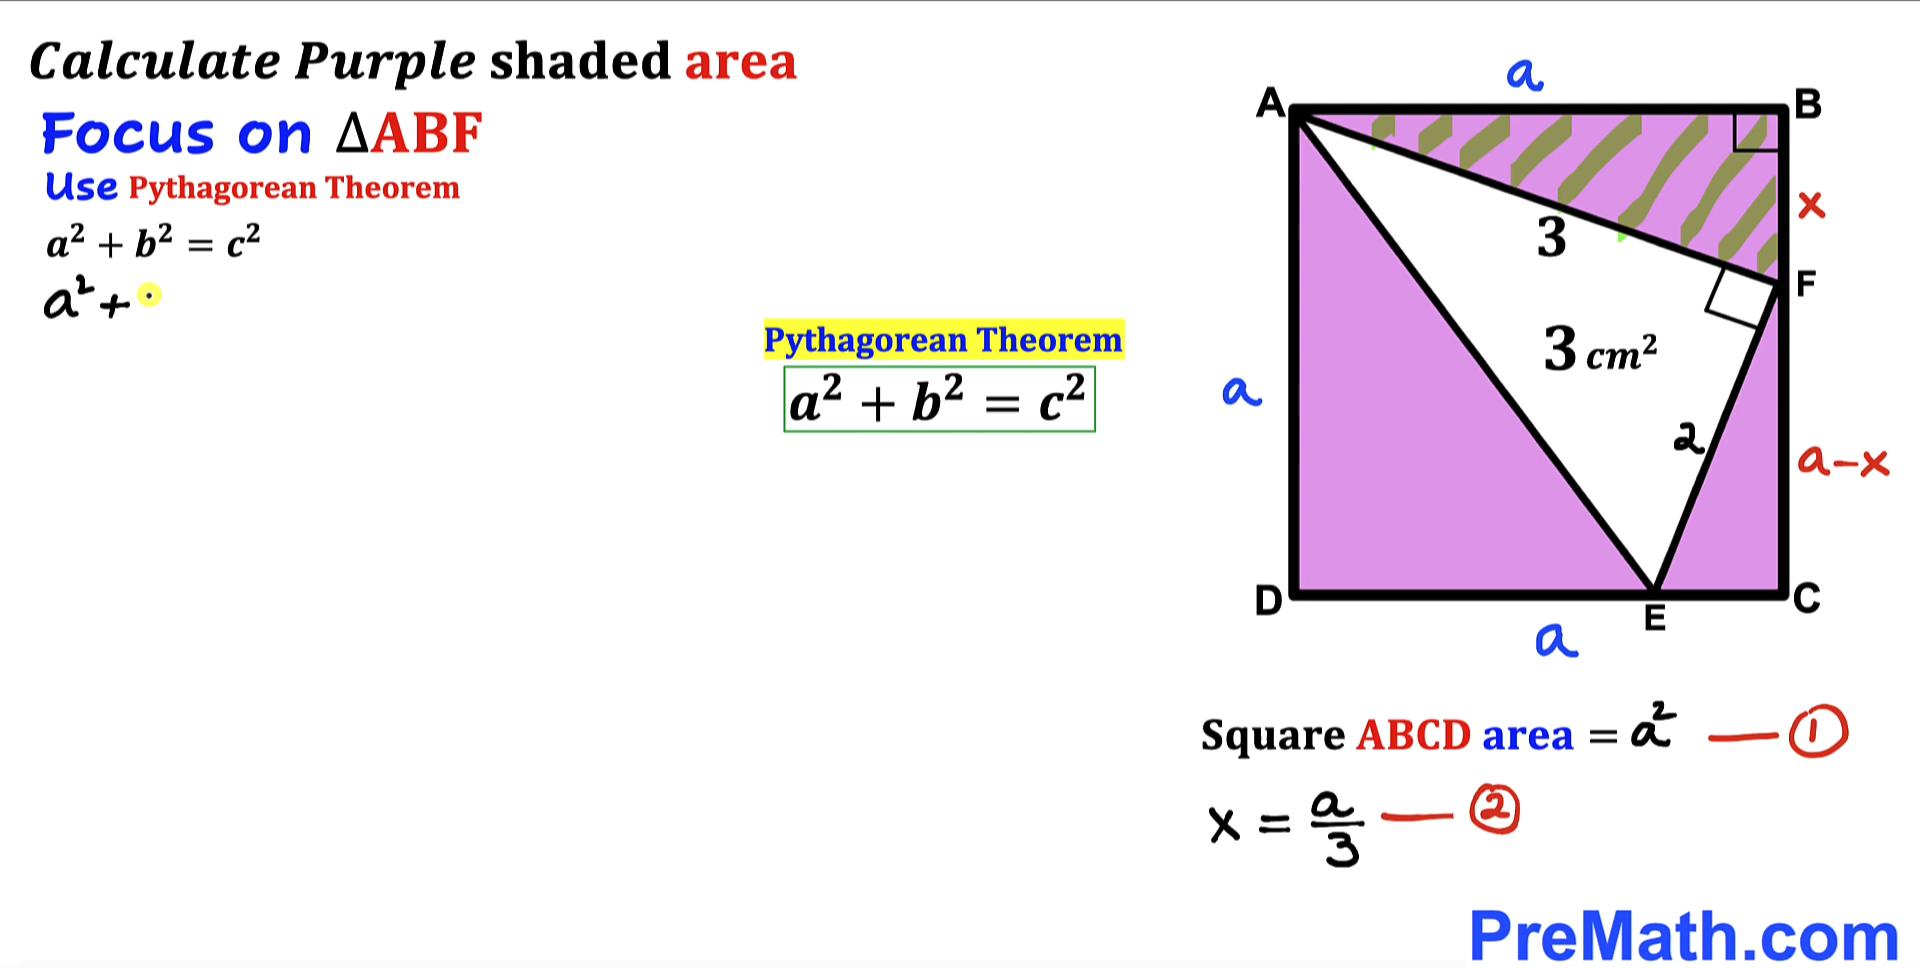 Calculate Purple shaded area
Focus on ΔABF
Use Pythagorean Theorem
a² + b² = c²
a² +
Pythagorean Theorem
a² + b² = c²
a
A
B
x
3
F
3 cm²
a
2
a-x
D
E
C
a
Square ABCD area = a² — ①
x = a/3 — ②
PreMath.com